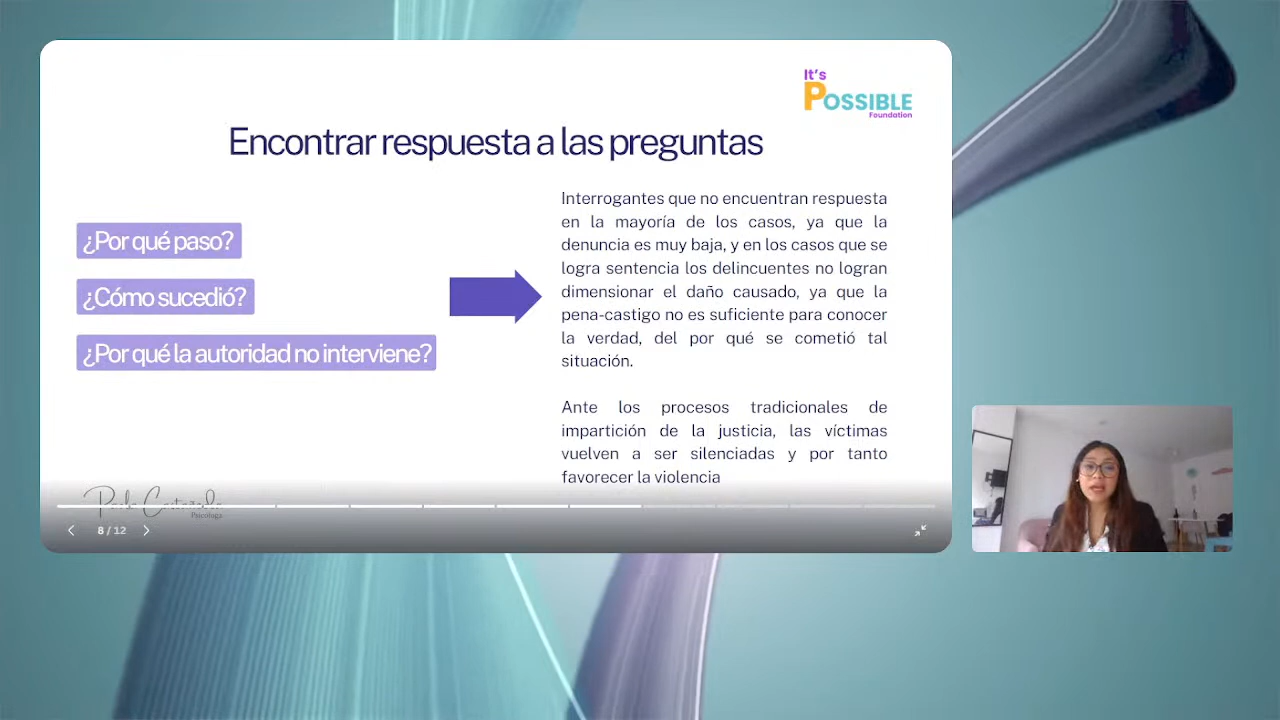 It's
POSSIBLE
Foundation
Encontrar respuesta a las preguntas
¿Por qué paso?
¿Cómo sucedió?
¿Por qué la autoridad no interviene?
Interrogantes que no encuentran respuesta
en la mayoría de los casos, ya que la
denuncia es muy baja, y en los casos que se
logra sentencia los delincuentes no logran
dimensionar el daño causado, ya que la
pena-castigo no es suficiente para conocer
la verdad, del por qué se cometió tal
situación.
Ante los procesos tradicionales de
impartición de la justicia, las víctimas
vuelven a ser silenciadas y por tanto
favorecer la violencia
Castañeda
Psicóloga
8 / 12